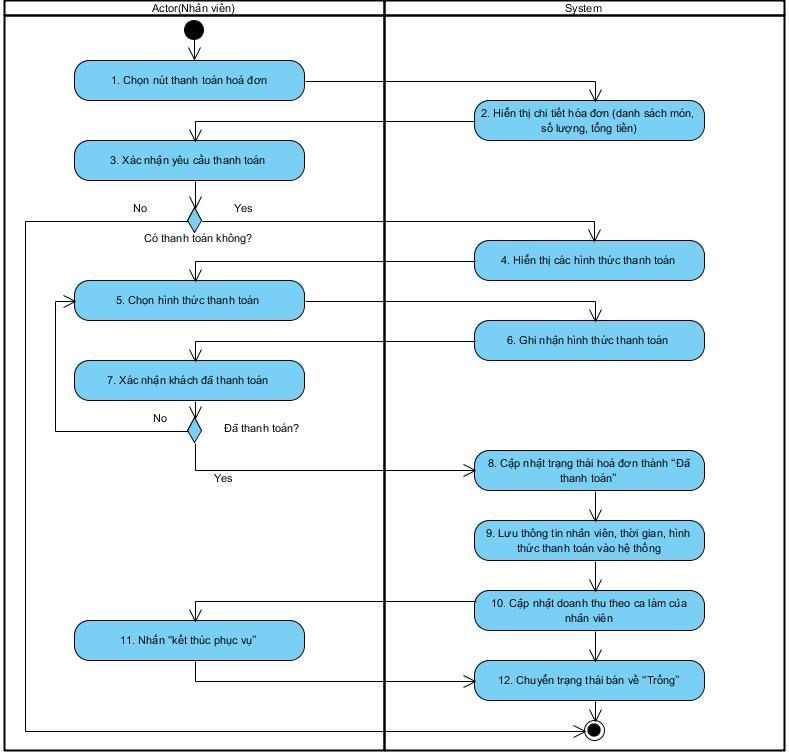 Actor(Nhân viên)
System
1. Chọn nút thanh toán hoá đơn
2. Hiển thị chi tiết hóa đơn (danh sách món,
số lượng, tổng tiền)
3. Xác nhận yêu cầu thanh toán
No
Yes
Có thanh toán không?
4. Hiển thị các hình thức thanh toán
5. Chọn hình thức thanh toán
6. Ghi nhận hình thức thanh toán
7. Xác nhận khách đã thanh toán
No
Đã thanh toán?
Yes
8. Cập nhật trạng thái hoá đơn thành “Đã
thanh toán”
9. Lưu thông tin nhân viên, thời gian, hình
thức thanh toán vào hệ thống
10. Cập nhật doanh thu theo ca làm của
nhân viên
11. Nhấn “kết thúc phục vụ”
12. Chuyển trạng thái bàn về “Trống”